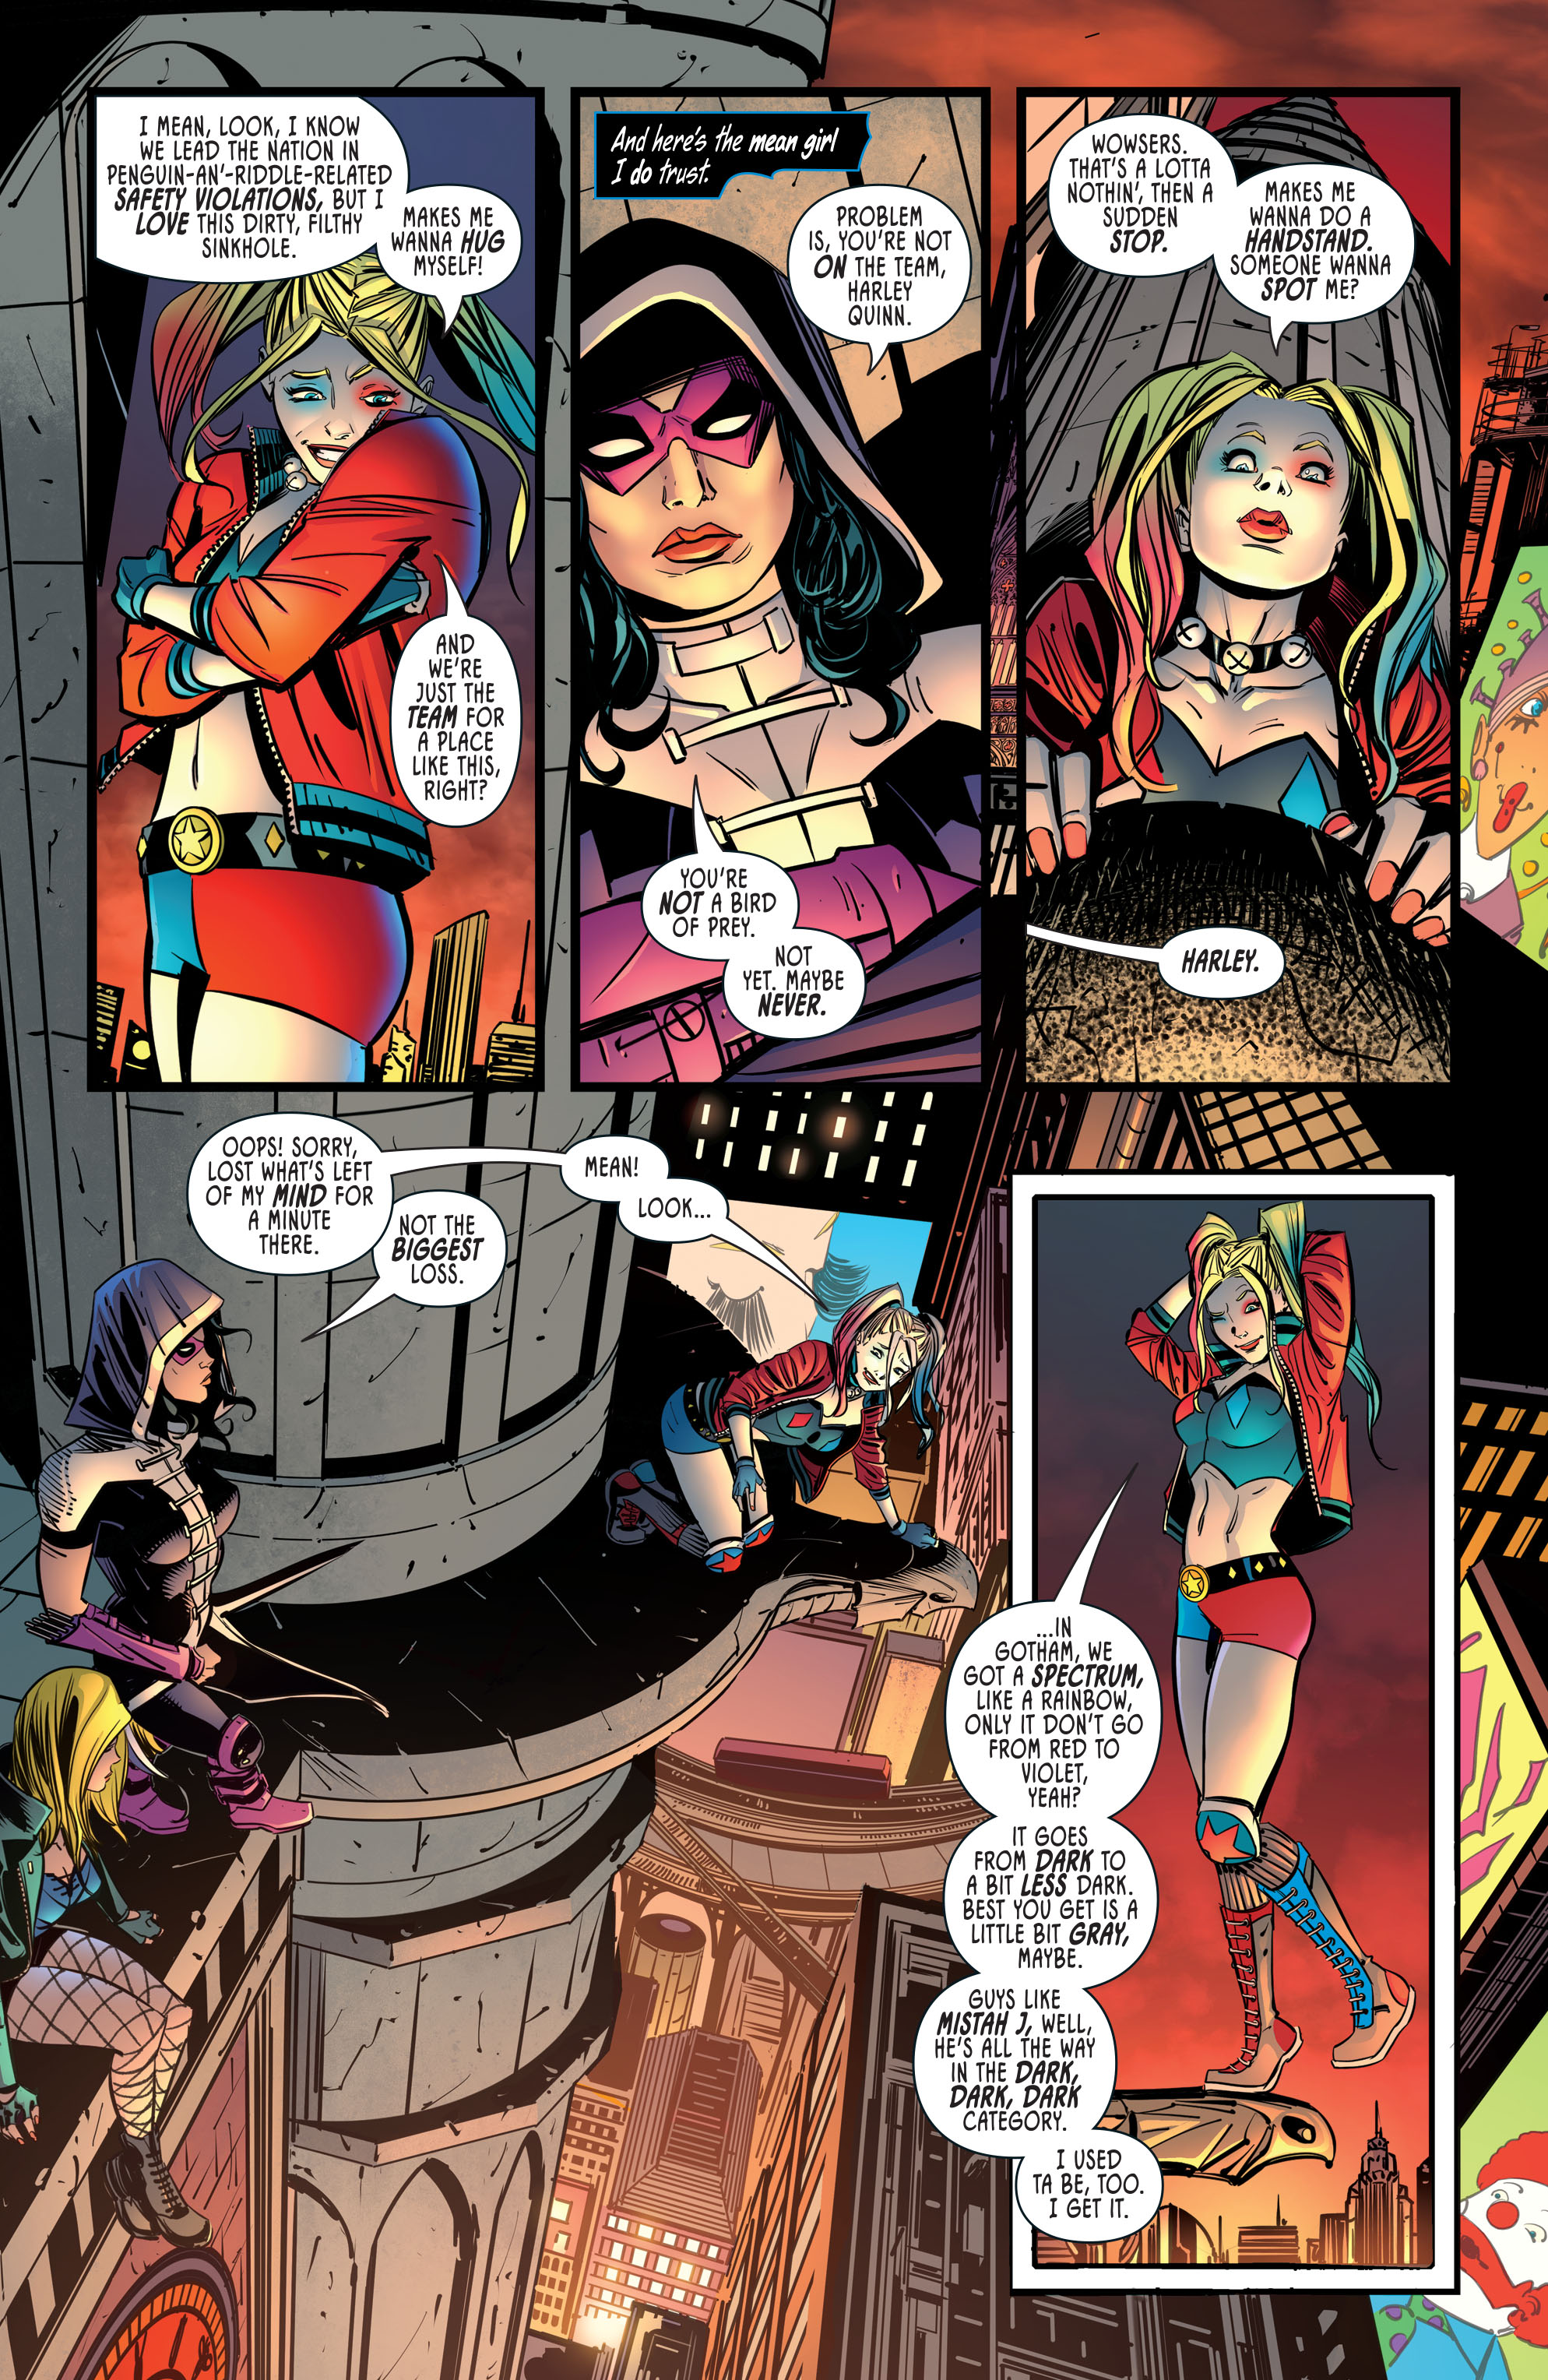 I MEAN, LOOK, I KNOW
WE LEAD THE NATION IN
PENGUIN-AN'-RIDDLE-RELATED
SAFETY VIOLATIONS, BUT I
LOVE THIS DIRTY, FILTHY
SINKHOLE.
MAKES ME
WANNA HUG
MYSELF!
AND
WE'RE
JUST THE
TEAM FOR
A PLACE
LIKE THIS,
RIGHT?
And here's the mean girl
I do trust.
PROBLEM
IS, YOU'RE NOT
ON THE TEAM,
HARLEY
QUINN.
YOU'RE
NOT A BIRD
OF PREY.
NOT
YET. MAYBE
NEVER.
WOWSERS.
THAT'S A LOTTA
NOTHIN', THEN A
SUDDEN
STOP.
MAKES ME
WANNA DO A
HANDSTAND.
SOMEONE WANNA
SPOT ME?
HARLEY.
OOPS! SORRY,
LOST WHAT'S LEFT
OF MY MIND FOR
A MINUTE
THERE.
NOT THE
BIGGEST
LOSS.
MEAN!
LOOK...
...IN
GOTHAM, WE
GOT A SPECTRUM,
LIKE A RAINBOW,
ONLY IT DON'T GO
FROM RED TO
VIOLET,
YEAH?
IT GOES
FROM DARK TO
A BIT LESS DARK.
BEST YOU GET IS A
LITTLE BIT GRAY,
MAYBE.
GUYS LIKE
MISTAH J, WELL,
HE'S ALL THE WAY
IN THE DARK,
DARK, DARK
CATEGORY.
I USED
TA BE, TOO.
I GET IT.